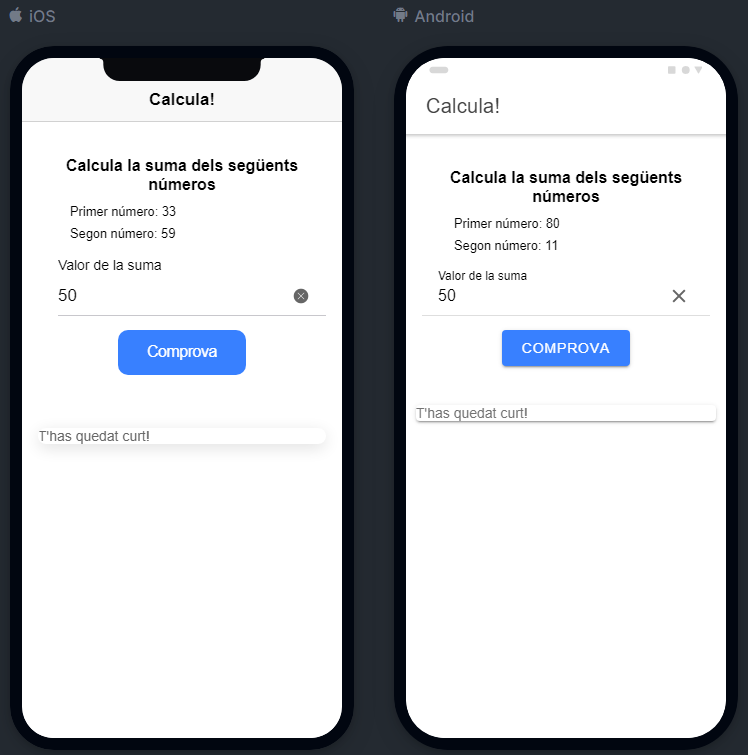 iOS
Calcula!
Calcula la suma dels següents
números
Primer número: 33
Segon número: 59
Valor de la suma
50
Comprova
T'has quedat curt!
Android
Calcula!
Calcula la suma dels següents
números
Primer número: 80
Segon número: 11
Valor de la suma
50
COMPROVA
T'has quedat curt!